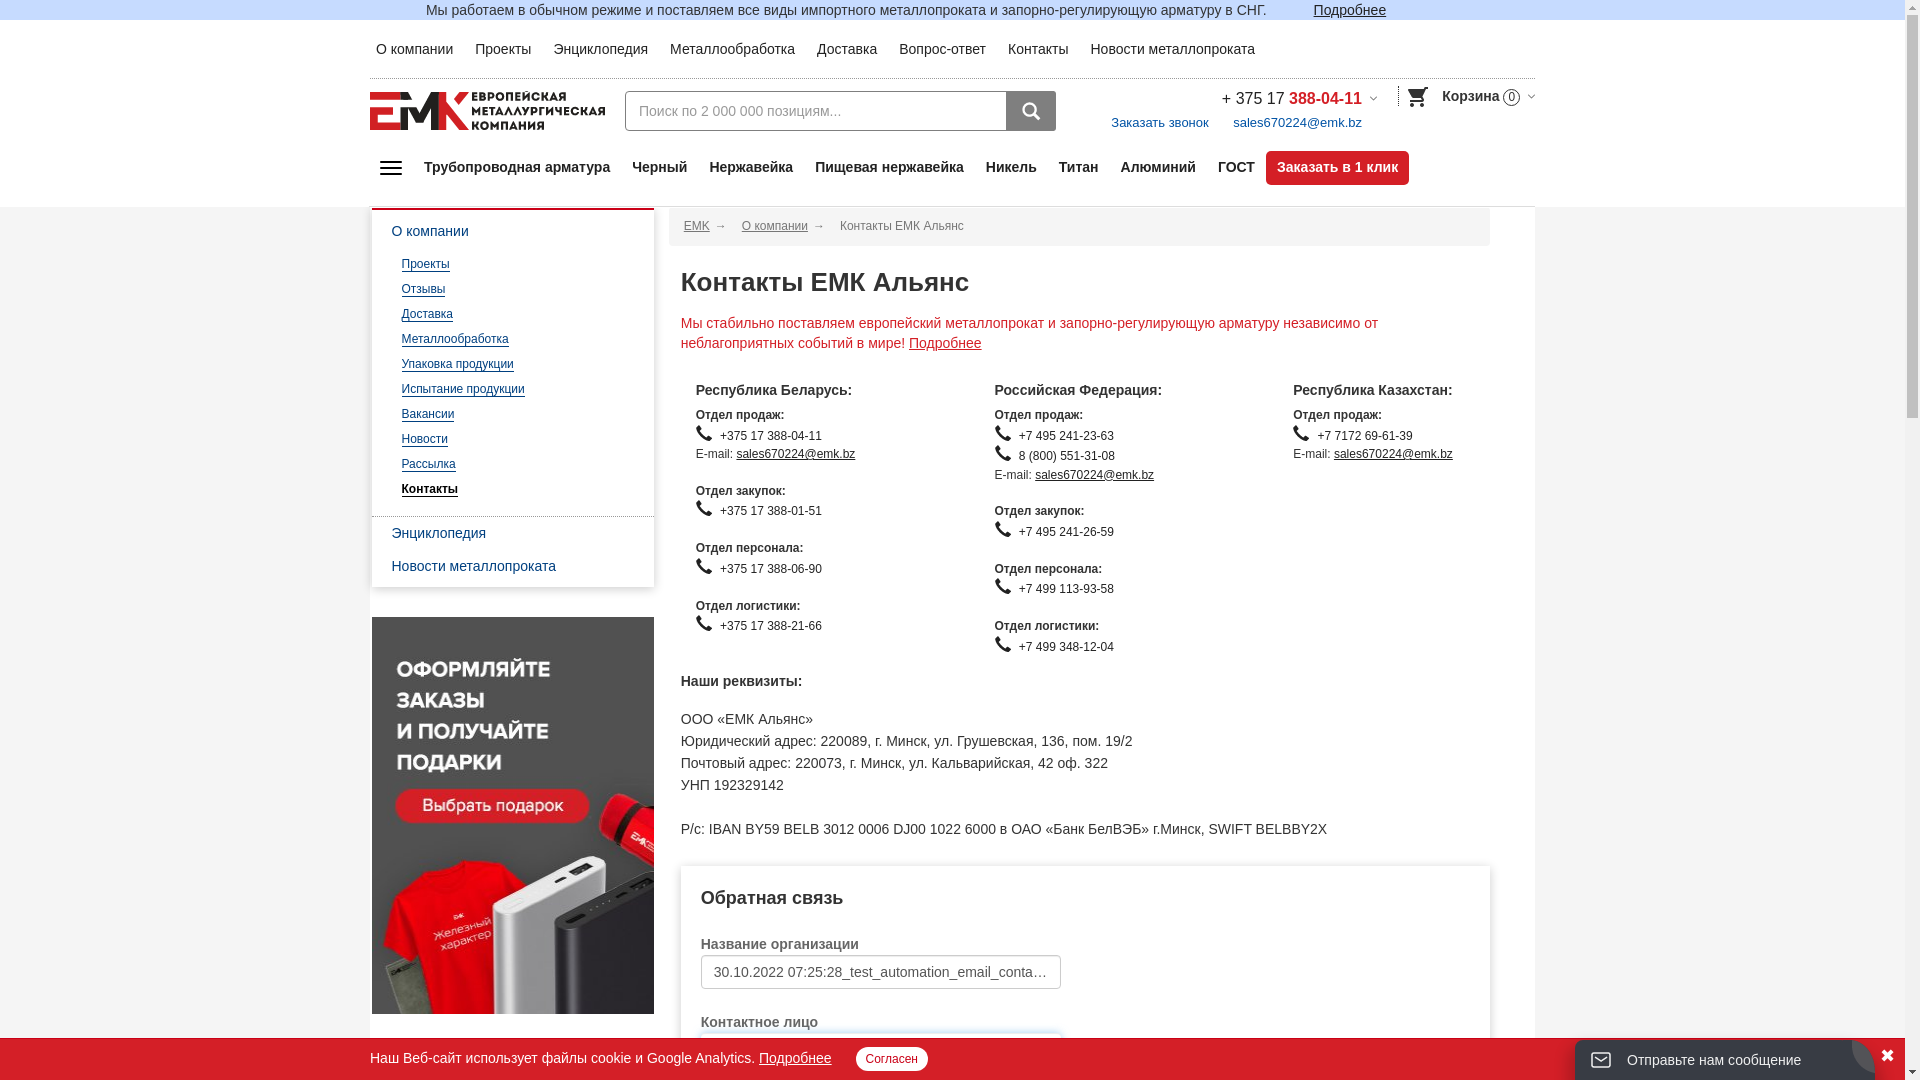 Мы работаем в обычном режиме и поставляем все виды импортного металлопроката и запорно-регулирующую арматуру в СНГ. Подробнее
О компании Проекты Энциклопедия Металлообработка Доставка Вопрос-ответ Контакты Новости металлопроката
ЕМК ЕВРОПЕЙСКАЯ
МЕТАЛЛУРГИЧЕСКАЯ
КОМПАНИЯ
Поиск по 2 000 000 позициям...
+ 375 17 388-04-11
Заказать звонок sales670224@emk.bz
Корзина 0
Трубопроводная арматура Черный Нержавейка Пищевая нержавейка Никель Титан Алюминий ГОСТ Заказать в 1 клик
О компании
Проекты
Отзывы
Доставка
Металлообработка
Упаковка продукции
Испытание продукции
Вакансии
Новости
Рассылка
Контакты
Энциклопедия
Новости металлопроката
ОФОРМЛЯЙТЕ
ЗАКАЗЫ
И ПОЛУЧАЙТЕ
ПОДАРКИ
Выбрать подарок
ЕМК
ЕМК
Железный
характер
ЕМК → О компании → Контакты ЕМК Альянс
Контакты ЕМК Альянс
Мы стабильно поставляем европейский металлопрокат и запорно-регулирующую арматуру независимо от
неблагоприятных событий в мире! Подробнее
Республика Беларусь:
Отдел продаж:
+375 17 388-04-11
E-mail: sales670224@emk.bz
Отдел закупок:
+375 17 388-01-51
Отдел персонала:
+375 17 388-06-90
Отдел логистики:
+375 17 388-21-66
Российская Федерация:
Отдел продаж:
+7 495 241-23-63
8 (800) 551-31-08
E-mail: sales670224@emk.bz
Отдел закупок:
+7 495 241-26-59
Отдел персонала:
+7 499 113-93-58
Отдел логистики:
+7 499 348-12-04
Республика Казахстан:
Отдел продаж:
+7 7172 69-61-39
E-mail: sales670224@emk.bz
Наши реквизиты:
ООО «ЕМК Альянс»
Юридический адрес: 220089, г. Минск, ул. Грушевская, 136, пом. 19/2
Почтовый адрес: 220073, г. Минск, ул. Кальварийская, 42 оф. 322
УНП 192329142
Р/с: IBAN BY59 BELB 3012 0006 DJ00 1022 6000 в ОАО «Банк БелВЭБ» г.Минск, SWIFT BELBBY2X
Обратная связь
Название организации
30.10.2022 07:25:28_test_automation_email_conta…
Контактное лицо
Наш Веб-сайт использует файлы cookie и Google Analytics. Подробнее Согласен
Отправьте нам сообщение